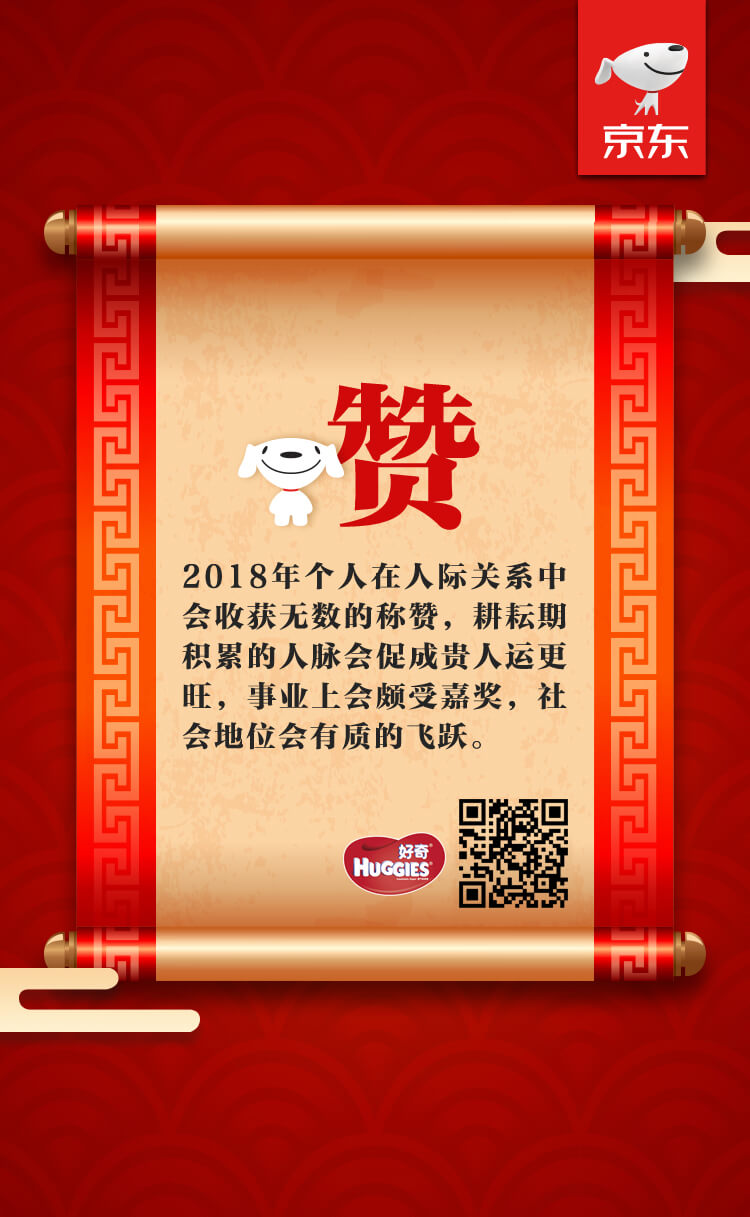 京东
赞
2018年个人在人际关系中
会收获无数的称赞，耕耘期
积累的人脉会促成贵人运更
旺，事业上会颇受嘉奖，社
会地位会有质的飞跃。
好奇
HUGGIES